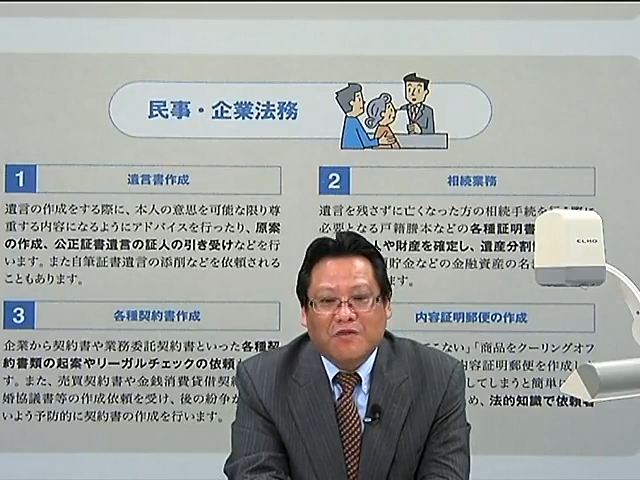 民事・企業法務
1 遺言書作成
遺言の作成をする際に、本人の意思を可能な限り尊
重する内容になるようにアドバイスを行ったり、原案
の作成、公正証書遺言の証人の引き受けなどを行
います。また自筆証書遺言の添削などを依頼される
こともあります。
2 相続業務
遺言を残さずに亡くなった方の相続手続を
必要となる戸籍謄本などの各種証明書
人や財産を確定し、遺産分割
預貯金などの金融資産の名
ます。
3 各種契約書作成
企業から契約書や業務委託契約書といった各種契
約書類の起案やリーガルチェックの依頼
す。また、売買契約書や金銭消費貸借契
婚協議書等の作成依頼を受け、後の紛争が
いよう予防的に契約書の作成を行います。
内容証明郵便の作成
てこない」「商品をクーリングオフ
内容証明郵便を作成し
してしまうと簡単に
め、法的知識で依頼者
ELMO